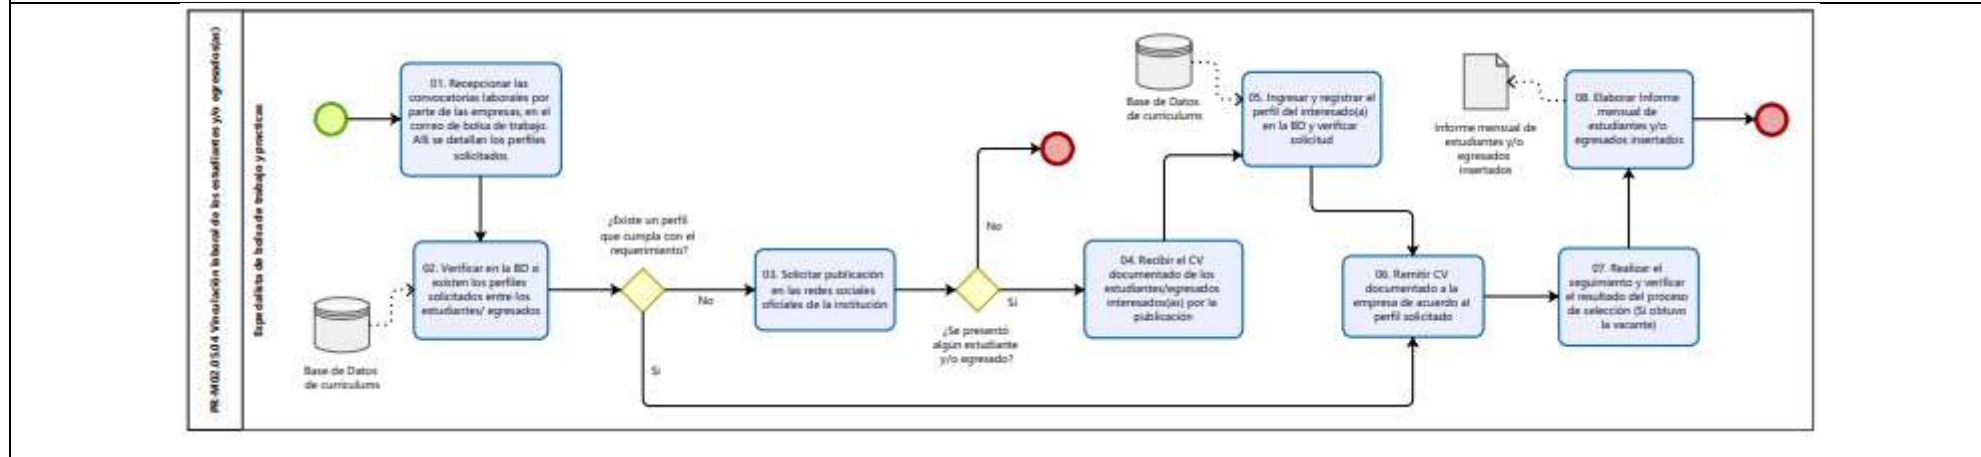 PR-M02.05.04 Vinculación laboral de los estudiantes y/o egresados(as)
Especialista de bolsa de trabajo y practicas
01. Recepcionar las
convocatorias laborales por
parte de las empresas, en el
correo de bolsa de trabajo.
Allí se detallan los perfiles
solicitados
02. Verificar en la BD si
existen los perfiles
solicitados entre los
estudiantes/ egresados
Base de Datos
de curriculums
¿Existe un perfil
que cumpla con el
requerimiento?
No
Si
03. Solicitar publicación
en las redes sociales
oficiales de la institución
¿Se presentó
algún estudiante
y/o egresado?
No
Si
04. Recibir el CV
documentado de los
estudiantes/egresados
interesados(as) por la
publicación
Base de Datos
de curriculums
05. Ingresar y registrar el
perfil del interesado(a)
en la BD y verificar
solicitud
06. Remitir CV
documentado a la
empresa de acuerdo al
perfil solicitado
07. Realizar el
seguimiento y verificar
el resultado del proceso
de selección (Si obtuvo
la vacante)
08. Elaborar Informe
mensual de
estudiantes y/o
egresados insertados
Informe mensual de
estudiantes y/o
egresados
insertados